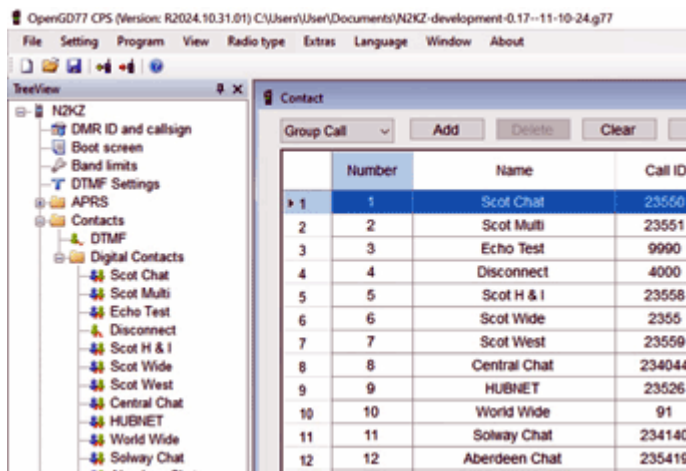 OpenGD77 CPS (Version: R2024.10.31.01) C:\Users\User\Documents\N2KZ-development-0.17--11-10-24.g77
File Setting Program View Radio type Extras Language Window About
TreeView
N2KZ
DMR ID and callsign
Boot screen
Band limits
DTMF Settings
APRS
Contacts
DTMF
Digital Contacts
Scot Chat
Scot Multi
Echo Test
Disconnect
Scot H & I
Scot Wide
Scot West
Central Chat
HUBNET
World Wide
Solway Chat
Contact
Group Call Add Delete Clear
Number Name Call ID
1 1 Scot Chat 23550
2 2 Scot Multi 23551
3 3 Echo Test 9990
4 4 Disconnect 4000
5 5 Scot H & I 23558
6 6 Scot Wide 2355
7 7 Scot West 23559
8 8 Central Chat 234044
9 9 HUBNET 23526
10 10 World Wide 91
11 11 Solway Chat 234140
12 12 Aberdeen Chat 235419